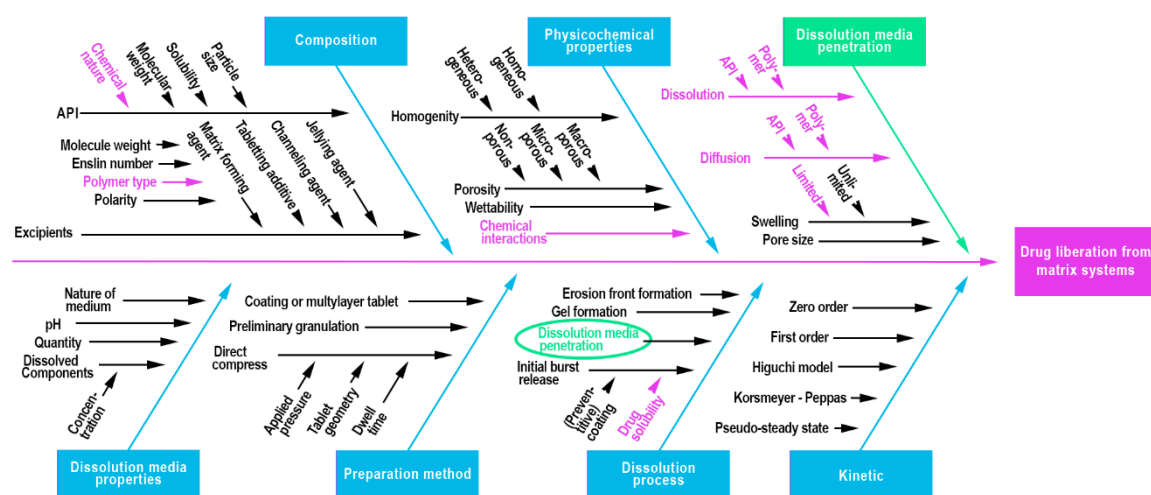 Composition
Physicochemical
properties
Dissolution media
penetration
Chemical
nature
Molecular
weight
Solubility
Particle
size
API
Molecule weight
Enslin number
Polymer type
Polarity
Matrix forming
agent
Tabletting additive
Channeling agent
Jellying agent
Excipients
Hetero-
geneous
Homo-
geneous
Homogenity
Non-
porous
Micro-
porous
Macro-
porous
Porosity
Wettability
Chemical
interactions
API
Poly-
mer
Dissolution
API
Poly-
mer
Diffusion
Limited
Unli-
mited
Swelling
Pore size
Drug liberation from
matrix systems
Nature of
medium
pH
Quantity
Dissolved
Components
Concen-
tration
Coating or multylayer tablet
Preliminary granulation
Direct
compress
Applied
pressure
Tablet
geometry
Dwell
time
Erosion front formation
Gel formation
Dissolution media
penetration
Initial burst
release
(Preven-
titive)
coating
Drug
solubility
Zero order
First order
Higuchi model
Korsmeyer - Peppas
Pseudo-steady state
Dissolution media
properties
Preparation method
Dissolution
process
Kinetic